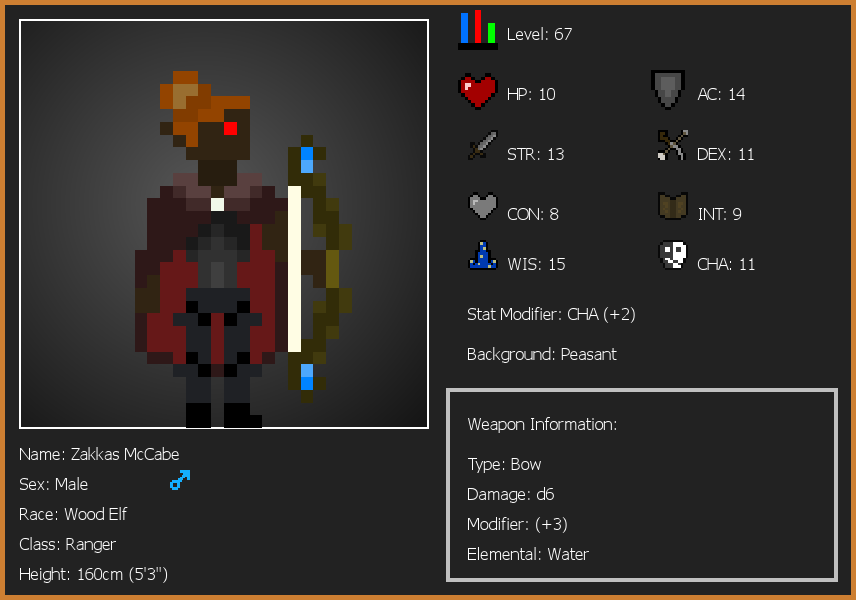 Level: 67
HP: 10
AC: 14
STR: 13
DEX: 11
CON: 8
INT: 9
WIS: 15
CHA: 11
Stat Modifier: CHA (+2)
Background: Peasant
Weapon Information:
Type: Bow
Damage: d6
Modifier: (+3)
Elemental: Water
Name: Zakkas McCabe
Sex: Male
Race: Wood Elf
Class: Ranger
Height: 160cm (5'3")